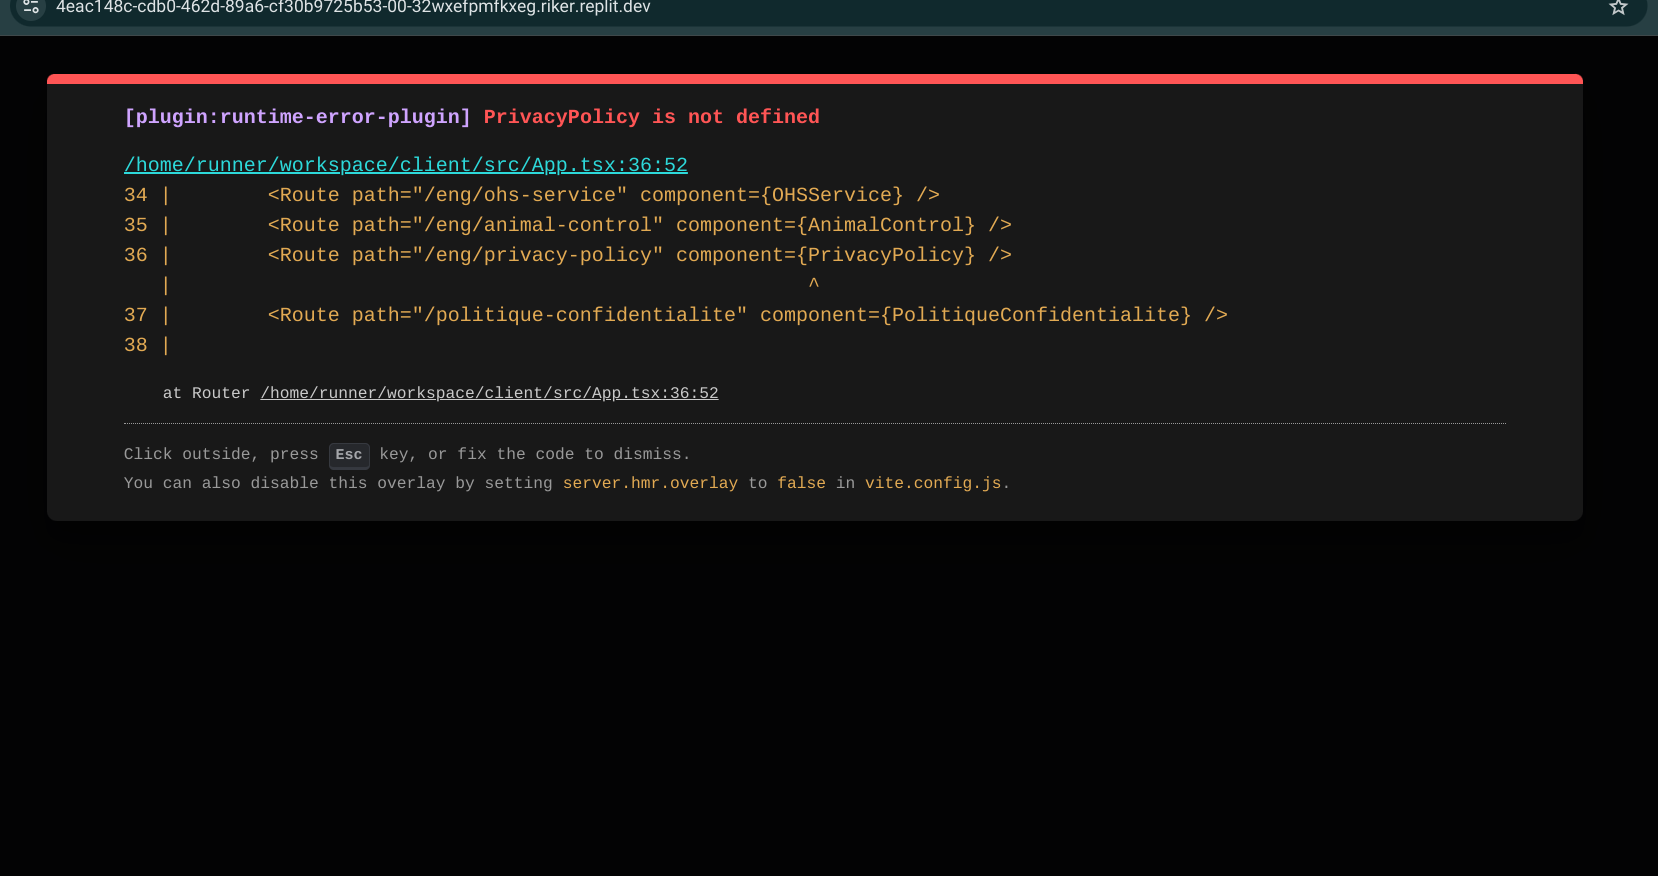 4eac148c-cdb0-462d-89a6-cf30b9725b53-00-32wxefpmfkxeg.riker.replit.dev
[plugin:runtime-error-plugin] PrivacyPolicy is not defined
/home/runner/workspace/client/src/App.tsx:36:52
34 |        <Route path="/eng/ohs-service" component={OHSService} />
35 |        <Route path="/eng/animal-control" component={AnimalControl} />
36 |        <Route path="/eng/privacy-policy" component={PrivacyPolicy} />
   |                                                     ^
37 |        <Route path="/politique-confidentialite" component={PolitiqueConfidentialite} />
38 |
at Router /home/runner/workspace/client/src/App.tsx:36:52
Click outside, press Esc key, or fix the code to dismiss.
You can also disable this overlay by setting server.hmr.overlay to false in vite.config.js.